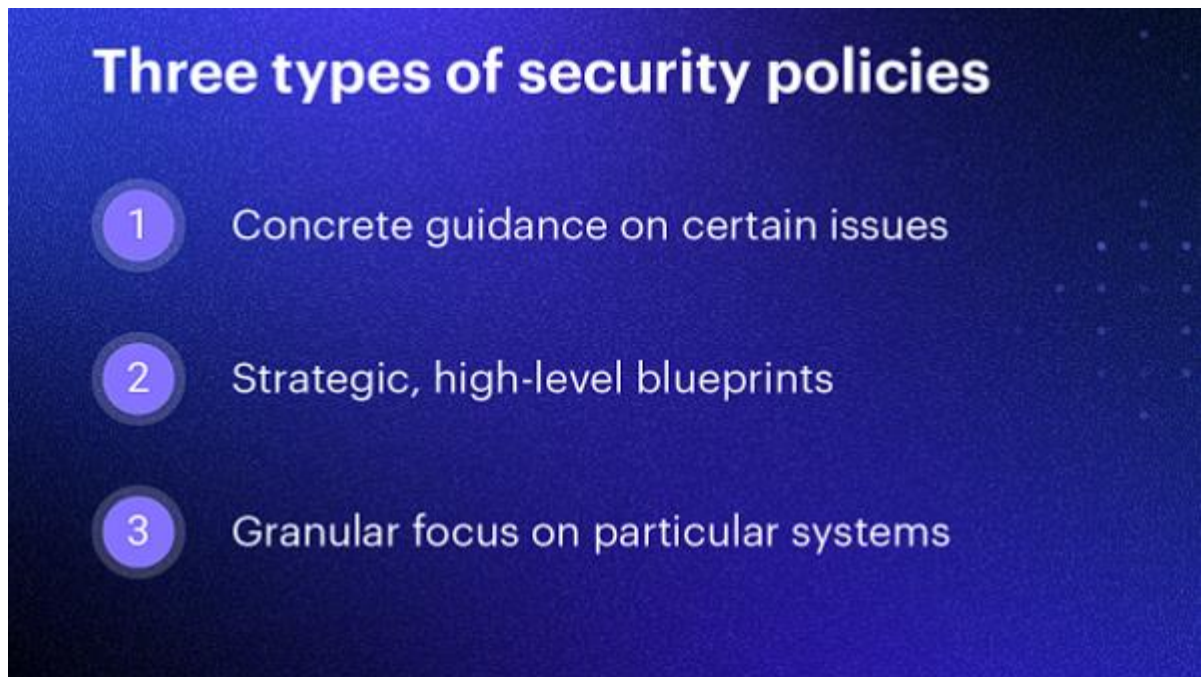 Three types of security policies
1 Concrete guidance on certain issues
2 Strategic, high-level blueprints
3 Granular focus on particular systems